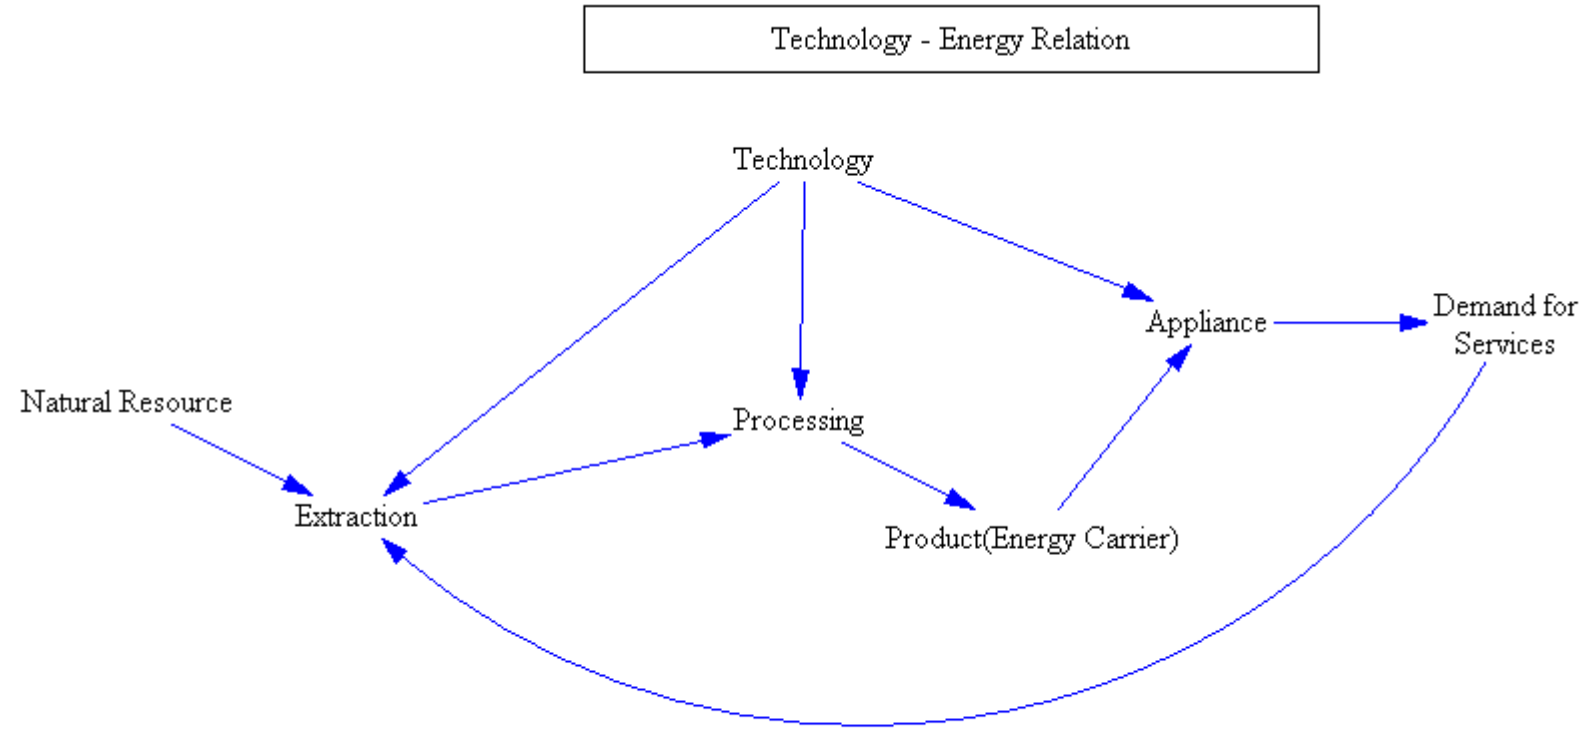 Technology - Energy Relation
Technology
Demand for
Services
Appliance
Natural Resource
Processing
Extraction
Product(Energy Carrier)